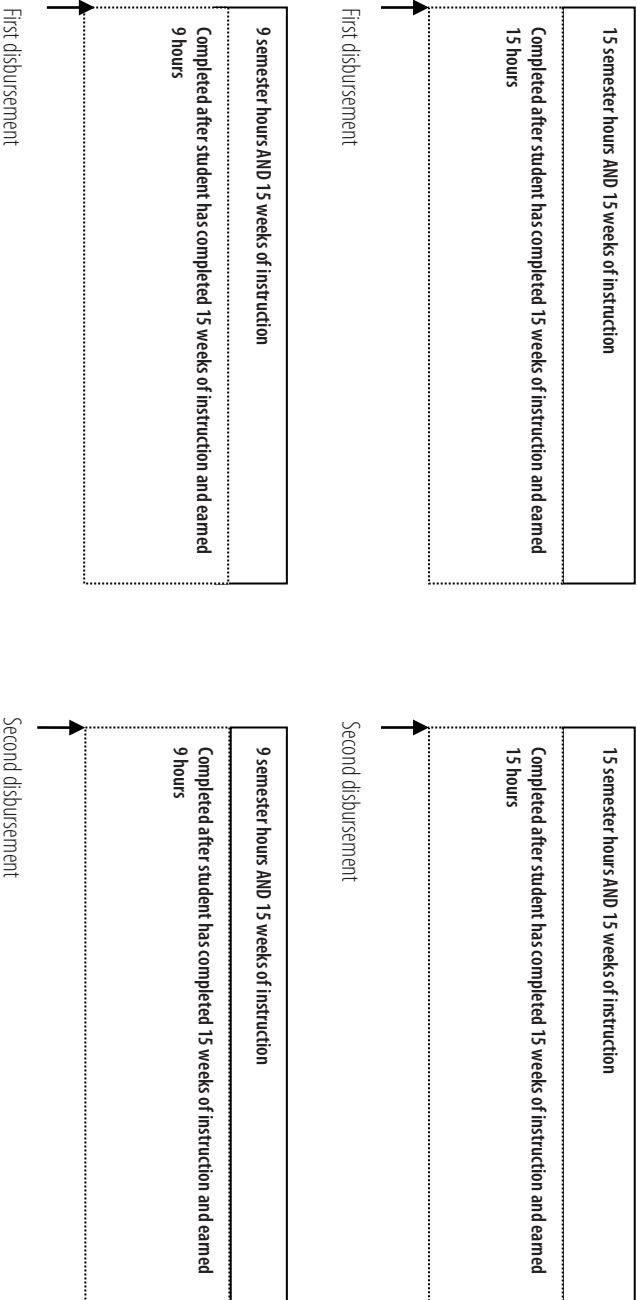 15 semester hours AND 15 weeks of instruction
Completed after student has completed 15 weeks of instruction and earned
15 hours
First disbursement
15 semester hours AND 15 weeks of instruction
Completed after student has completed 15 weeks of instruction and earned
15 hours
Second disbursement
9 semester hours AND 15 weeks of instruction
Completed after student has completed 15 weeks of instruction and earned
9 hours
First disbursement
9 semester hours AND 15 weeks of instruction
Completed after student has completed 15 weeks of instruction and earned
9 hours
Second disbursement